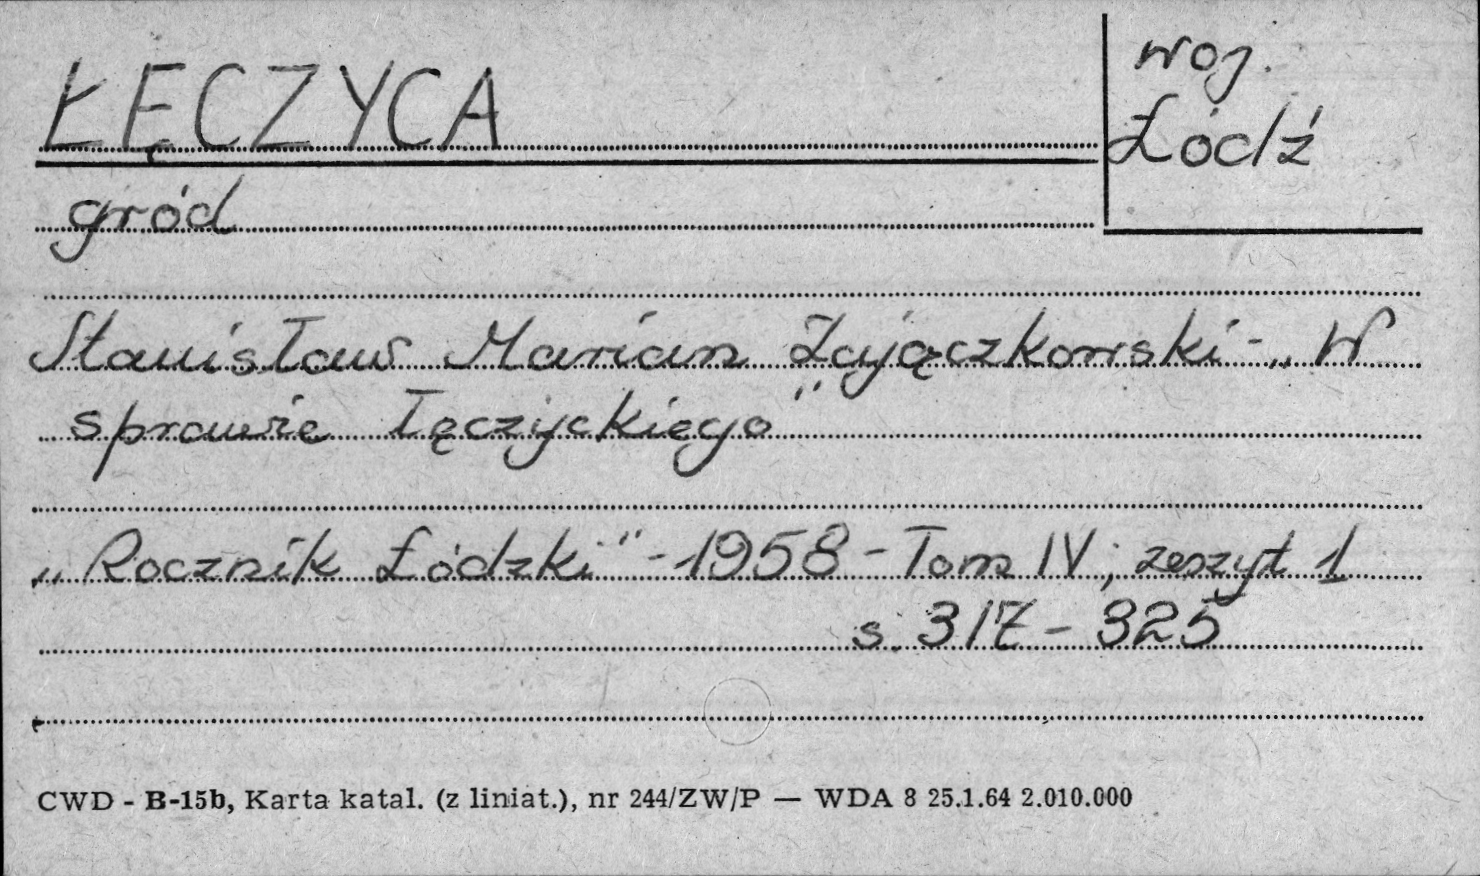 ŁĘCZYCA
woj.
Łódź
gród
Stanisław Marian Zajączkowski - „W
sprawie łęczyckiego"
„Rocznik Łódzki" - 1958 - Tom IV, zeszyt 1
s. 317 - 325
CWD - B-15b, Karta katal. (z liniat.), nr 244/ZW/P — WDA 8 25.1.64 2.010.000